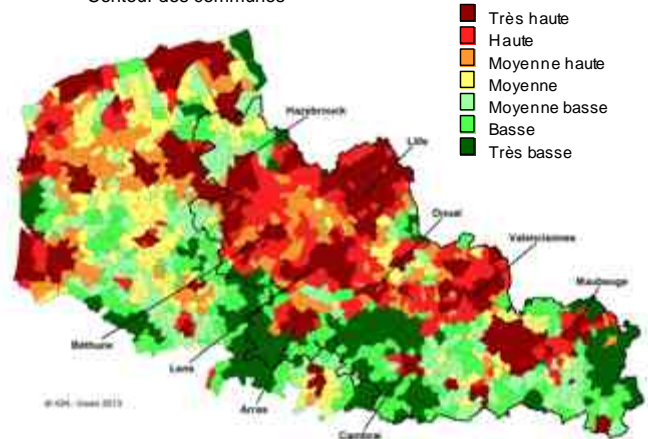 Contour des communes
Très haute
Haute
Moyenne haute
Moyenne
Moyenne basse
Basse
Très basse
Hazebrouck
Lille
Douai
Valenciennes
Maubeuge
Béthune
Lens
Arras
Cambrai